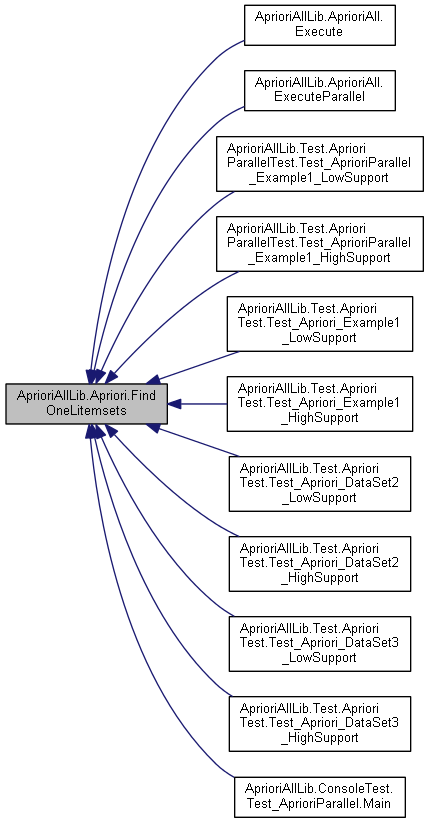 AprioriAllLib.AprioriAll.
Execute
AprioriAllLib.AprioriAll.
ExecuteParallel
AprioriAllLib.Test.Apriori
ParallelTest.Test_AprioriParallel
_Example1_LowSupport
AprioriAllLib.Test.Apriori
ParallelTest.Test_AprioriParallel
_Example1_HighSupport
AprioriAllLib.Test.Apriori
Test.Test_Apriori_Example1
_LowSupport
AprioriAllLib.Apriori.Find
OneLitemsets
AprioriAllLib.Test.Apriori
Test.Test_Apriori_Example1
_HighSupport
AprioriAllLib.Test.Apriori
Test.Test_Apriori_DataSet2
_LowSupport
AprioriAllLib.Test.Apriori
Test.Test_Apriori_DataSet2
_HighSupport
AprioriAllLib.Test.Apriori
Test.Test_Apriori_DataSet3
_LowSupport
AprioriAllLib.Test.Apriori
Test.Test_Apriori_DataSet3
_HighSupport
AprioriAllLib.ConsoleTest.
Test_AprioriParallel.Main